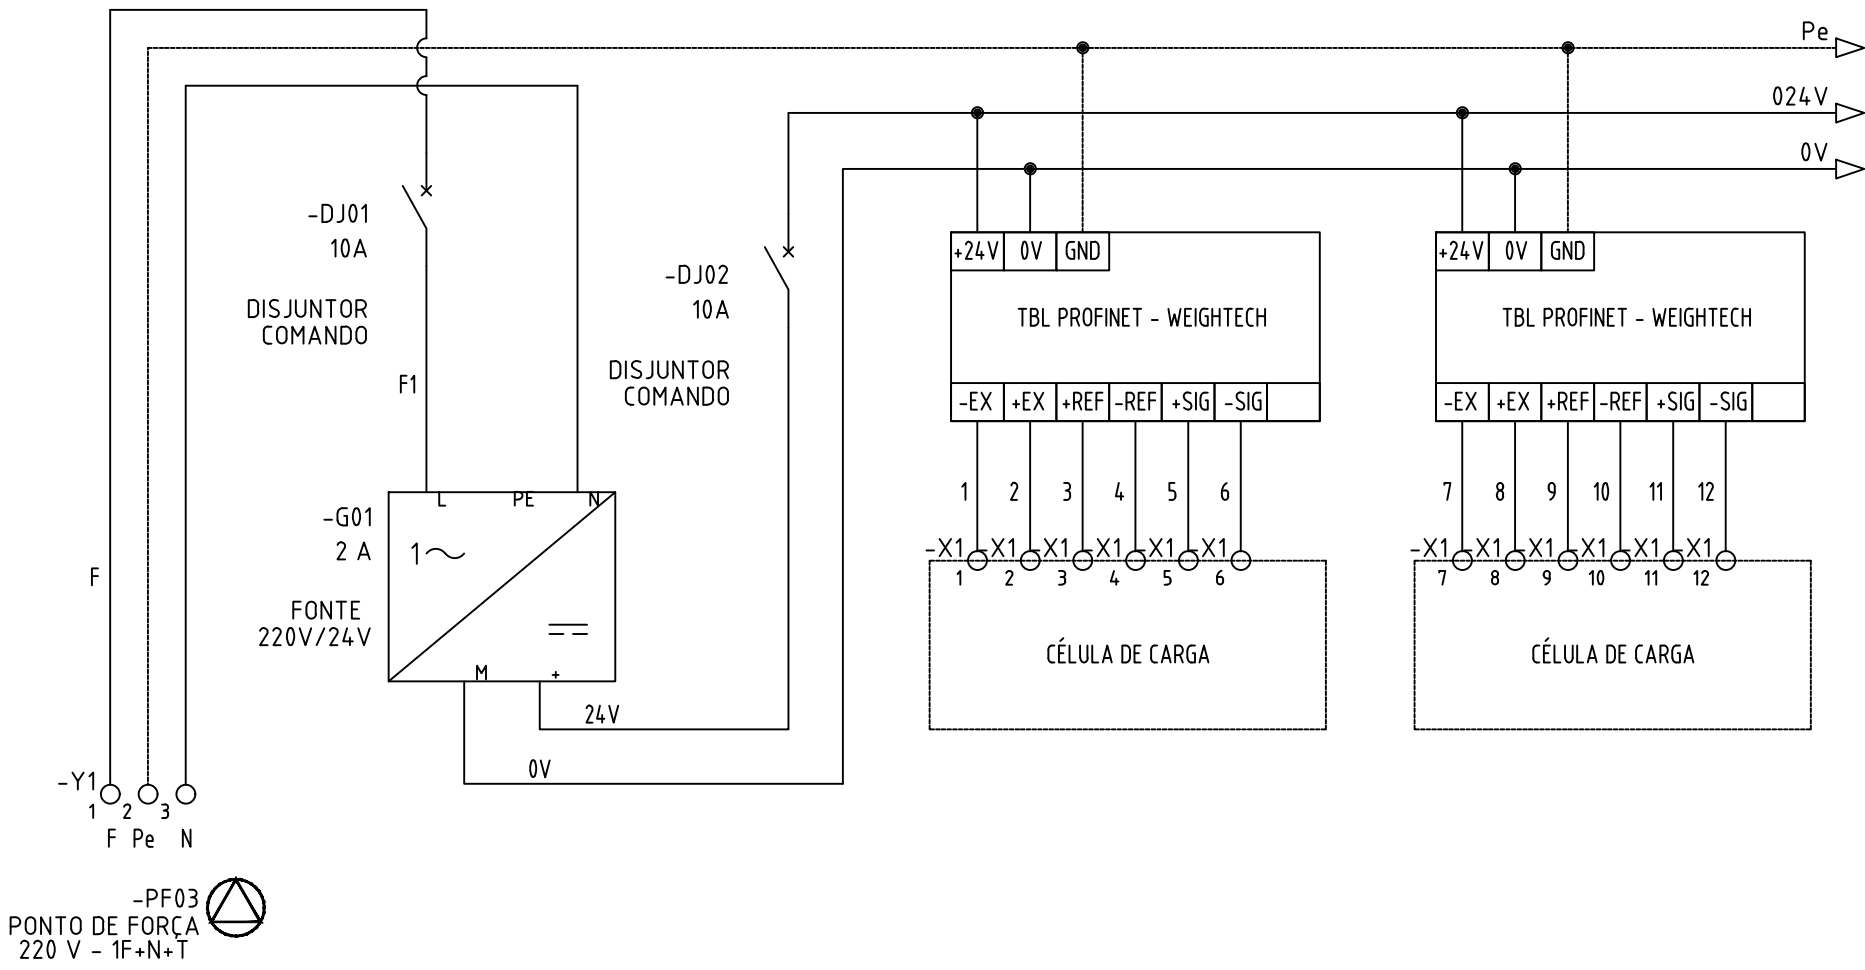 Pe
024V
0V
-DJ01
10A
DISJUNTOR
COMANDO
F1
-DJ02
10A
DISJUNTOR
COMANDO
+24V 0V GND
TBL PROFINET - WEIGHTECH
-EX +EX +REF -REF +SIG -SIG
1 2 3 4 5 6
-X1 -X1 -X1 -X1 -X1 -X1
1 2 3 4 5 6
CÉLULA DE CARGA
+24V 0V GND
TBL PROFINET - WEIGHTECH
-EX +EX +REF -REF +SIG -SIG
7 8 9 10 11 12
-X1 -X1 -X1 -X1 -X1 -X1
7 8 9 10 11 12
CÉLULA DE CARGA
L PE N
-G01
2 A
1
FONTE
220V/24V
M +
24V
0V
F
-Y1
1 2 3
F Pe N
-PF03
PONTO DE FORÇA
220 V - 1F+N+T